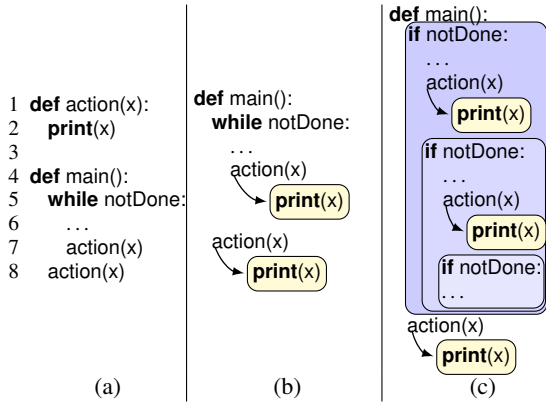 1 def action(x):
2 print(x)
3
4 def main():
5 while notDone:
6 ...
7 action(x)
8 action(x)
(a)
def main():
while notDone:
...
action(x)
print(x)
action(x)
print(x)
(b)
def main():
if notDone:
...
action(x)
print(x)
if notDone:
...
action(x)
print(x)
if notDone:
...
action(x)
print(x)
(c)